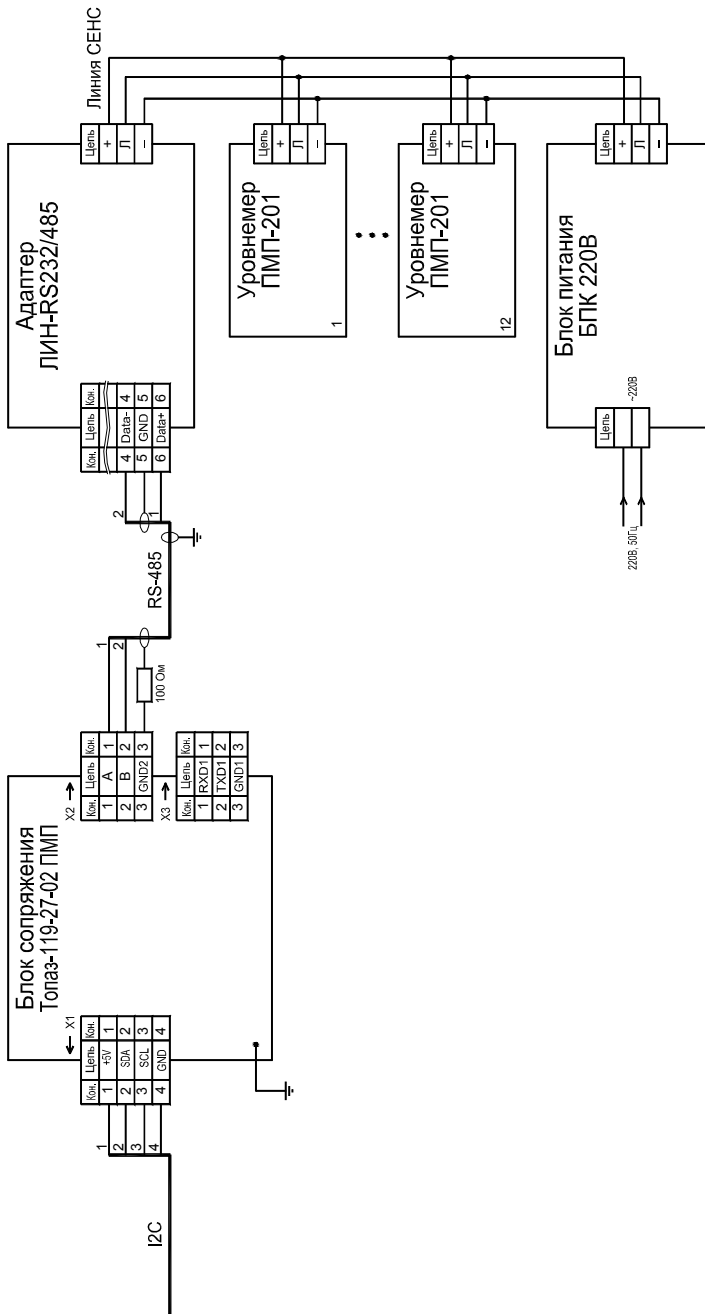 I2C
1
2
3
4
Блок сопряжения
Топаз-119-27-02 ПМП
X1
Кон. Цепь Кон.
1 +5V 1
2 SDA 2
3 SCL 3
4 GND 4
X2
Кон. Цепь Кон.
1 A 1
2 B 2
3 GND2 3
X3
Кон. Цепь Кон.
1 RXD1 1
2 TXD1 2
3 GND1 3
1
2
100 Ом
RS-485
2
1
Адаптер
ЛИН-RS232/485
Кон. Цепь Кон.
4 Data- 4
5 GND 5
6 Data+ 6
Цепь
+
Л
–
Линия СЕНС
Уровнемер
ПМП-201
1
Цепь
+
Л
–
Уровнемер
ПМП-201
12
Цепь
+
Л
–
Блок питания
БПК 220В
Цепь
~220В
220В, 50Гц
Цепь
+
Л
–